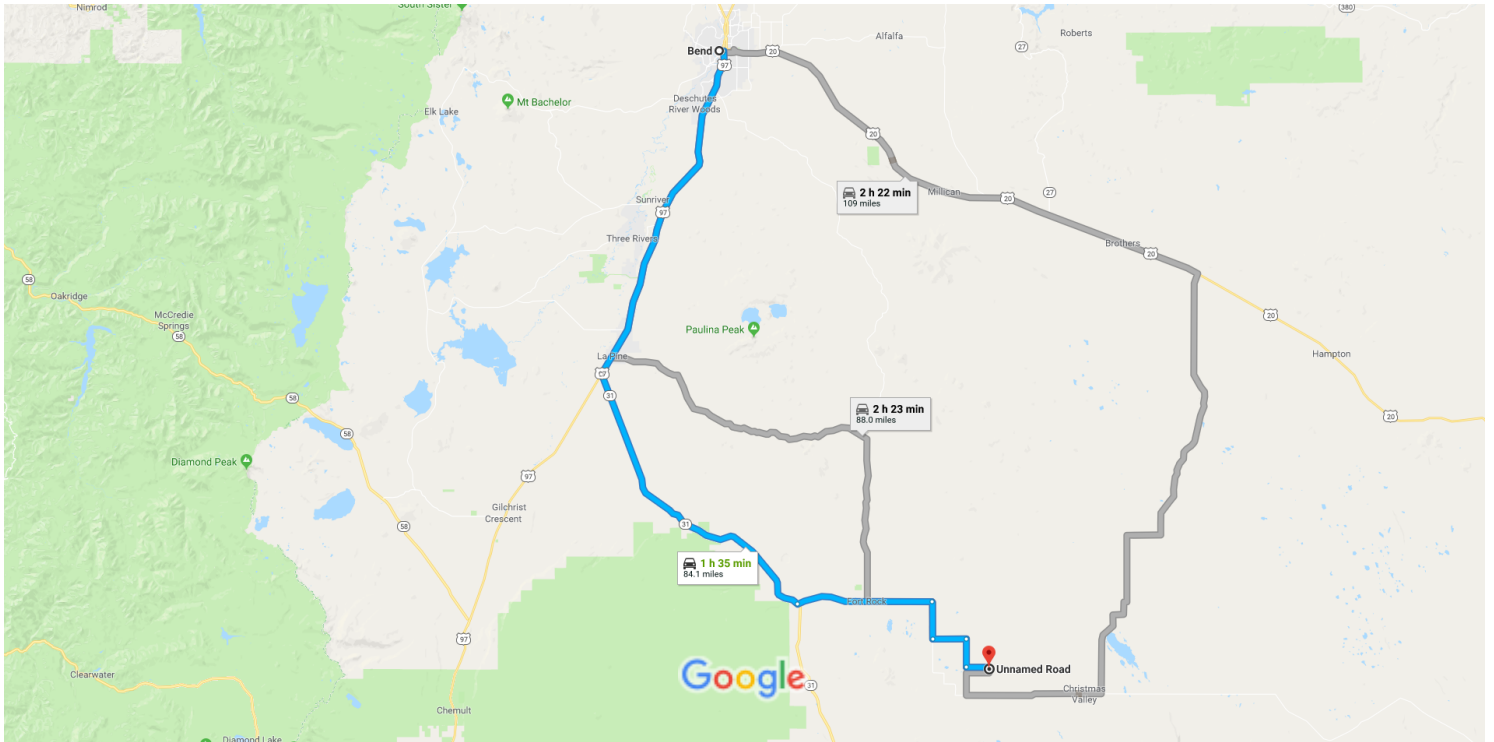 Nimrod
South Sister
380
Bend
20
Alfalfa
Roberts
27
97
Mt Bachelor
Deschutes
River Woods
Elk Lake
20
2 h 22 min
109 miles
Millican
27
20
Sunriver
97
Three Rivers
Brothers
20
58
Oakridge
McCredie
Springs
58
20
Paulina Peak
La Pine
Hampton
97
31
58
2 h 23 min
88.0 miles
20
58
Diamond Peak
97
Gilchrist
Crescent
58
31
1 h 35 min
84.1 miles
Fort Rock
97
Unnamed Road
Google
31
Clearwater
Christmas
Valley
Chemult
Diamond Lake